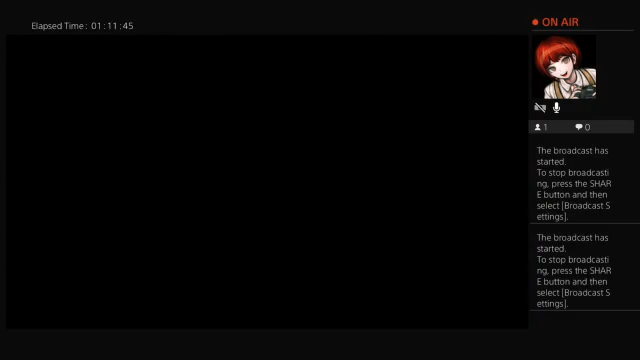 Elapsed Time : 01:11:45
ON AIR
1
0
The broadcast has
started.
To stop broadcasti
ng, press the SHAR
E button and then
select [Broadcast S
ettings].
The broadcast has
started.
To stop broadcasti
ng, press the SHAR
E button and then
select [Broadcast S
ettings].